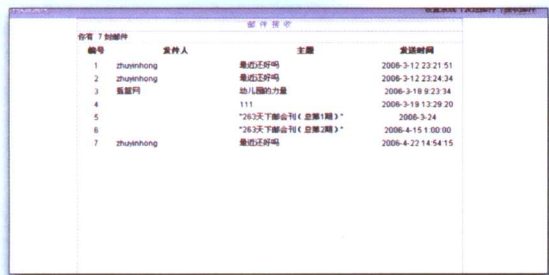 邮件接收
你有 7 封邮件
编号 发件人 主题 发送时间
1 zhuyinhong 最近还好吗 2006-3-12 23:21:51
2 zhuyinhong 最近还好吗 2006-3-12 23:24:34
3 摇篮网 幼儿园的力量 2006-3-18 9:23:34
4 111 2006-3-19 13:29:20
5 "263天下邮会刊(总第1期)" 2006-3-24
6 "263天下邮会刊(总第2期)" 2006-4-15 1:00:00
7 zhuyinhong 最近还好吗 2006-4-22 14:54:15